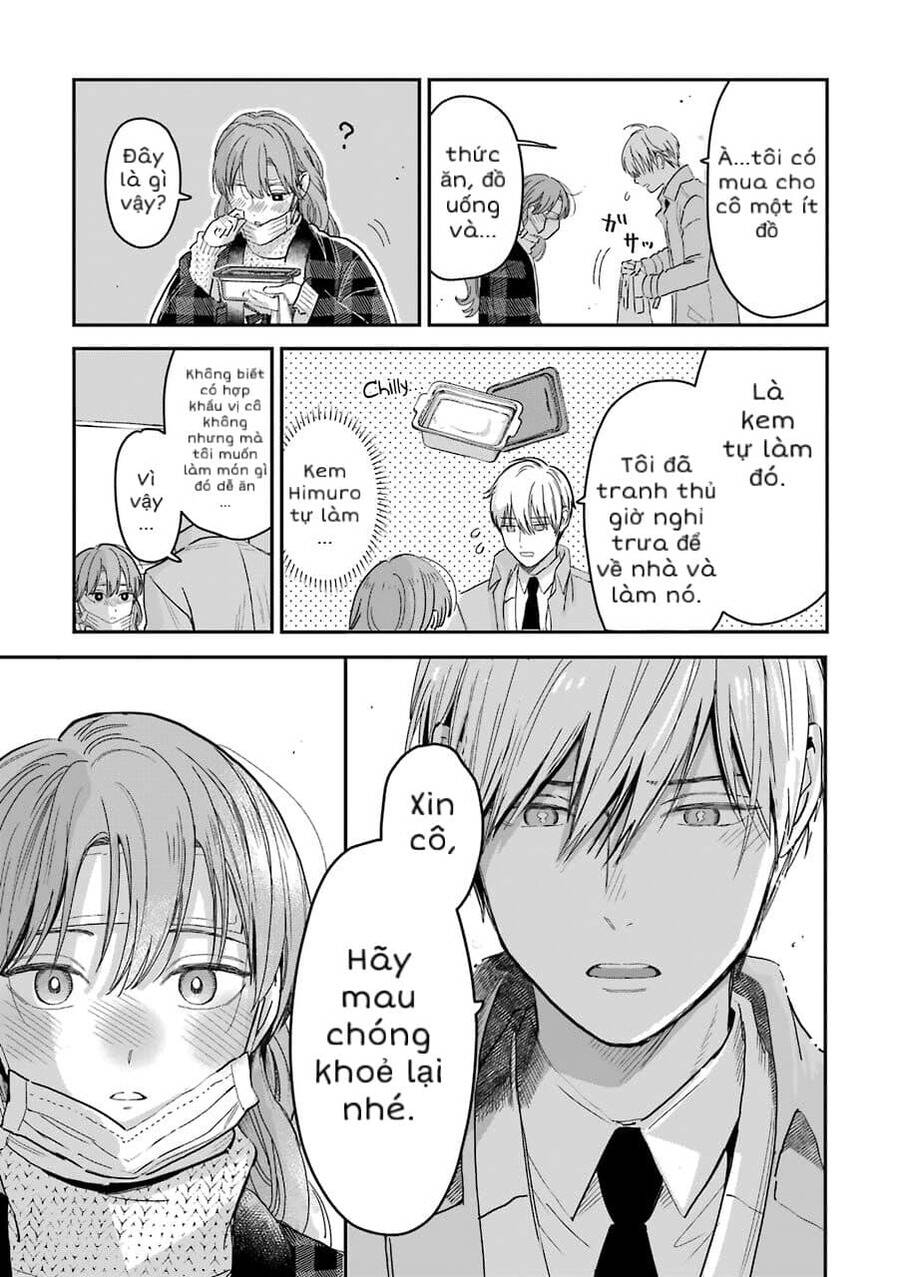 À...tôi có
mua cho
cô một ít
đồ
thức
ăn, đồ
uống
và...
ガサッ
?
Đây
là gì
vậy?
Là
kem
tự làm
đó.
Tôi đã
tranh thủ
giờ nghi
trưa để
về nhà và
làm nó.
Chilly.
Kem
Himuro
tự làm
...
Không biết
có hợp
khẩu vị cô
không
nhưng mà
tôi muốn
làm món gì
đó dễ ăn
...
Vì
vậy
...
Xin
cô,
Hãy
mau
chóng
khoẻ lại
nhé.